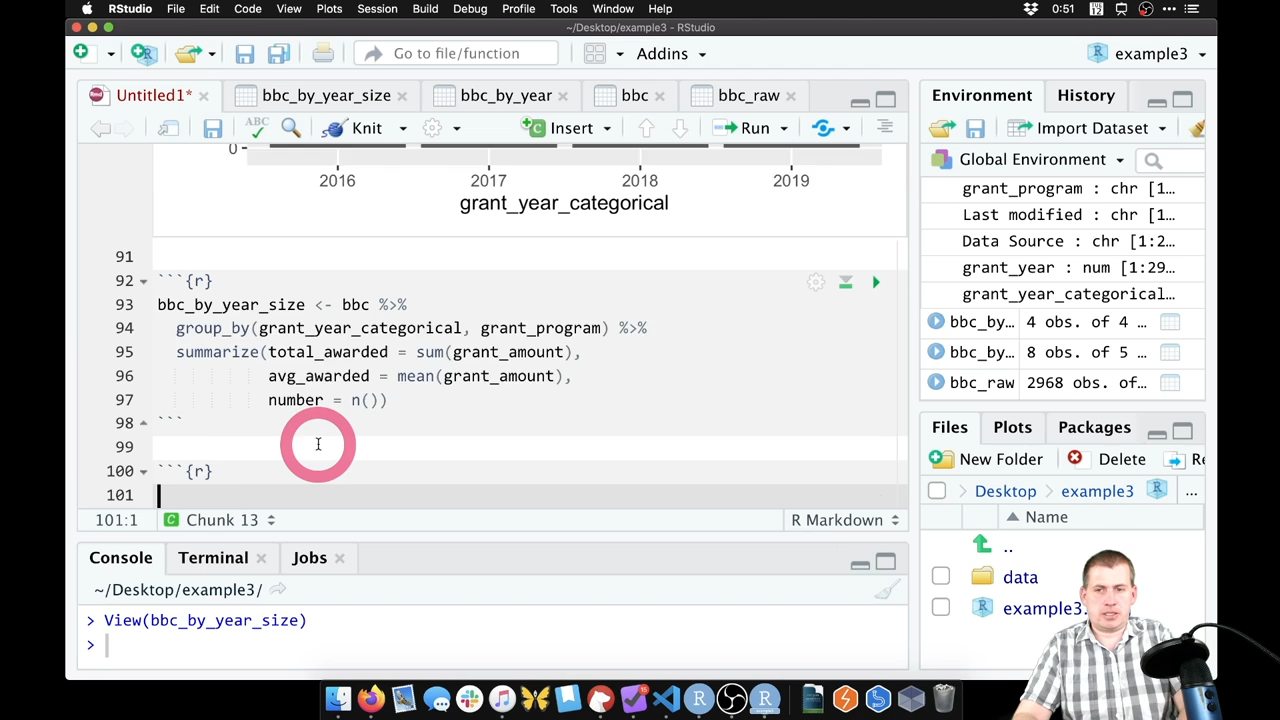 RStudio File Edit Code View Plots Session Build Debug Profile Tools Window Help 0:51
~/Desktop/example3 - RStudio
Go to file/function Addins example3
Untitled1* bbc_by_year_size bbc_by_year bbc bbc_raw
ABC Knit Insert Run
0
2016 2017 2018 2019
grant_year_categorical
91
92 ```{r}
93 bbc_by_year_size <- bbc %>%
94 group_by(grant_year_categorical, grant_program) %>%
95 summarize(total_awarded = sum(grant_amount),
96 avg_awarded = mean(grant_amount),
97 number = n())
98 ```
99
100 ```{r}
101
101:1 Chunk 13 R Markdown
Console Terminal Jobs
~/Desktop/example3/
> View(bbc_by_year_size)
>
Environment History
Import Dataset
Global Environment
grant_program : chr [1…
Last modified : chr [1…
Data Source : chr [1:2…
grant_year : num [1:29…
grant_year_categorical…
bbc_by… 4 obs. of 4 …
bbc_by… 8 obs. of 5 …
bbc_raw 2968 obs. of…
Files Plots Packages
New Folder Delete Re
Desktop example3 ...
Name
..
data
example3.